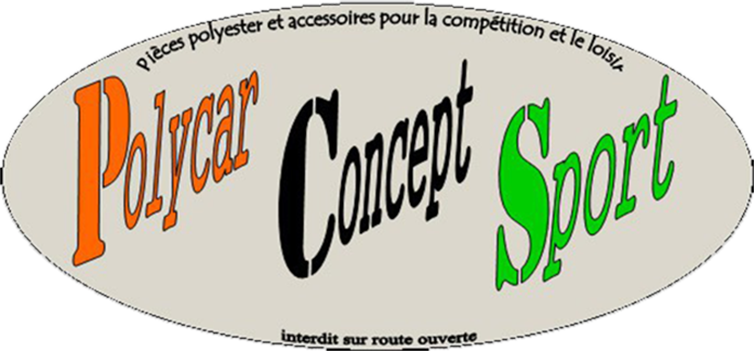 pièces polyester et accessoires pour la compétition et le loisir
Polycar Concept Sport
interdit sur route ouverte